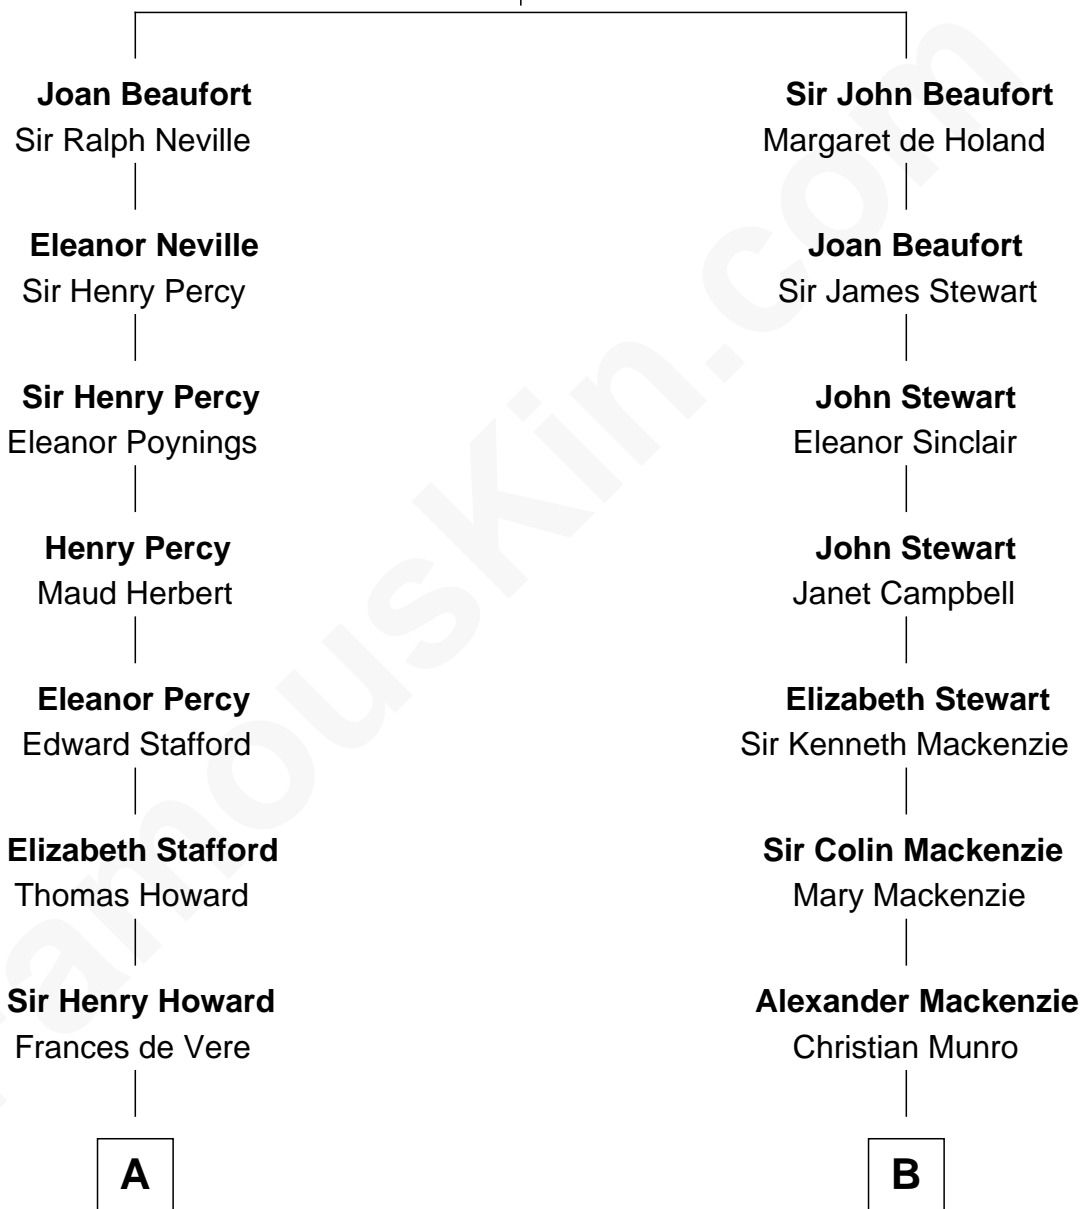 Joan Beaufort
Sir Ralph Neville
Eleanor Neville
Sir Henry Percy
Sir Henry Percy
Eleanor Poynings
Henry Percy
Maud Herbert
Eleanor Percy
Edward Stafford
Elizabeth Stafford
Thomas Howard
Sir Henry Howard
Frances de Vere
A
Sir John Beaufort
Margaret de Holand
Joan Beaufort
Sir James Stewart
John Stewart
Eleanor Sinclair
John Stewart
Janet Campbell
Elizabeth Stewart
Sir Kenneth Mackenzie
Sir Colin Mackenzie
Mary Mackenzie
Alexander Mackenzie
Christian Munro
B
FamousKin.com